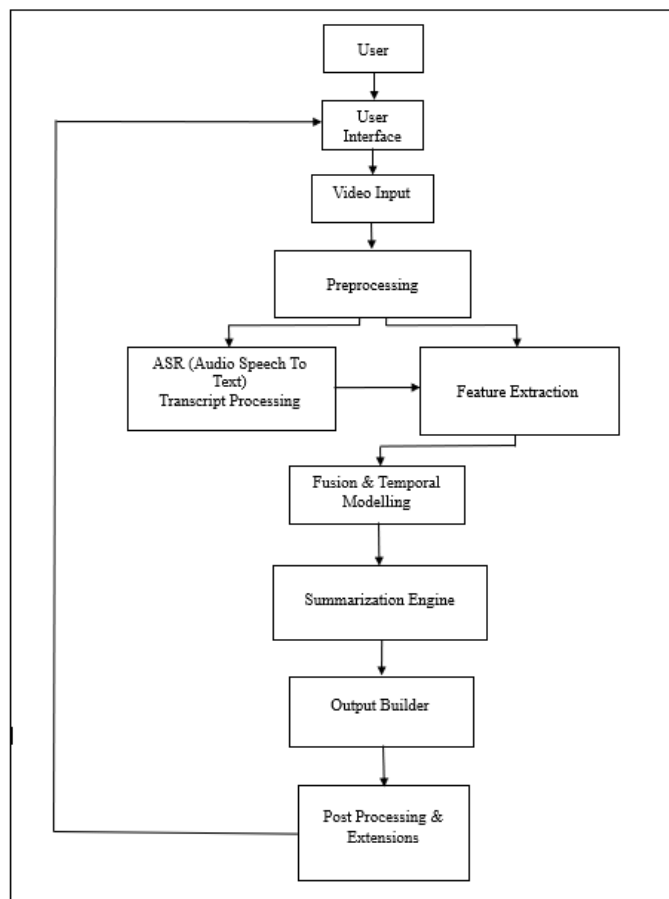 User
User
Interface
Video Input
Preprocessing
ASR (Audio Speech To
Text)
Transcript Processing
Feature Extraction
Fusion & Temporal
Modelling
Summarization Engine
Output Builder
Post Processing &
Extensions